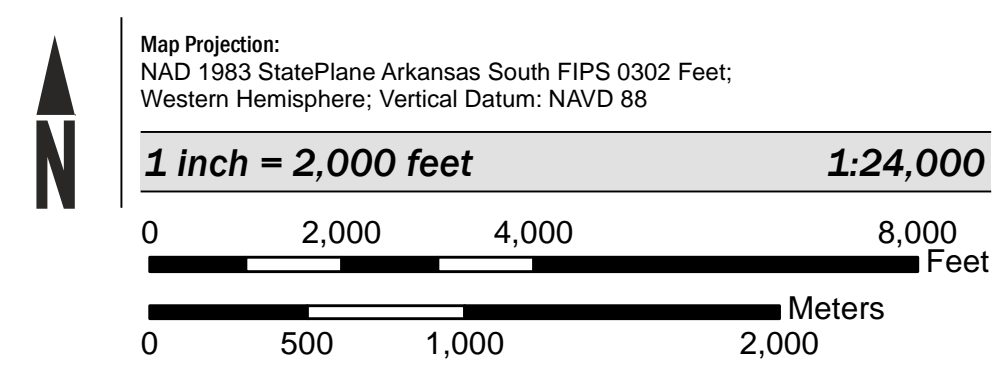 N
Map Projection:
NAD 1983 StatePlane Arkansas South FIPS 0302 Feet;
Western Hemisphere; Vertical Datum: NAVD 88
1 inch = 2,000 feet 1:24,000
0 2,000 4,000 8,000
Feet
Meters
0 500 1,000 2,000